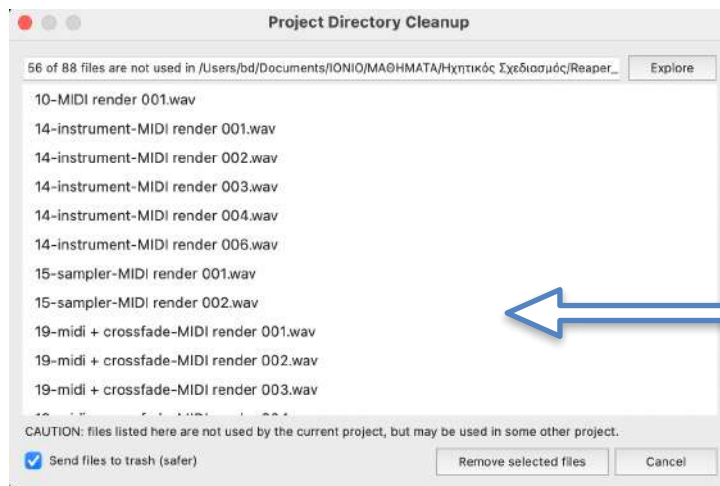 Project Directory Cleanup
56 of 88 files are not used in /Users/bd/Documents/IONIO/ΜΑΘΗΜΑΤΑ/Ηχητικός Σχεδιασμός/Reaper_
Explore
10-MIDI render 001.wav
14-instrument-MIDI render 001.wav
14-instrument-MIDI render 002.wav
14-instrument-MIDI render 003.wav
14-instrument-MIDI render 004.wav
14-instrument-MIDI render 006.wav
15-sampler-MIDI render 001.wav
15-sampler-MIDI render 002.wav
19-midi + crossfade-MIDI render 001.wav
19-midi + crossfade-MIDI render 002.wav
19-midi + crossfade-MIDI render 003.wav
CAUTION: files listed here are not used by the current project, but may be used in some other project.
Send files to trash (safer)
Remove selected files
Cancel